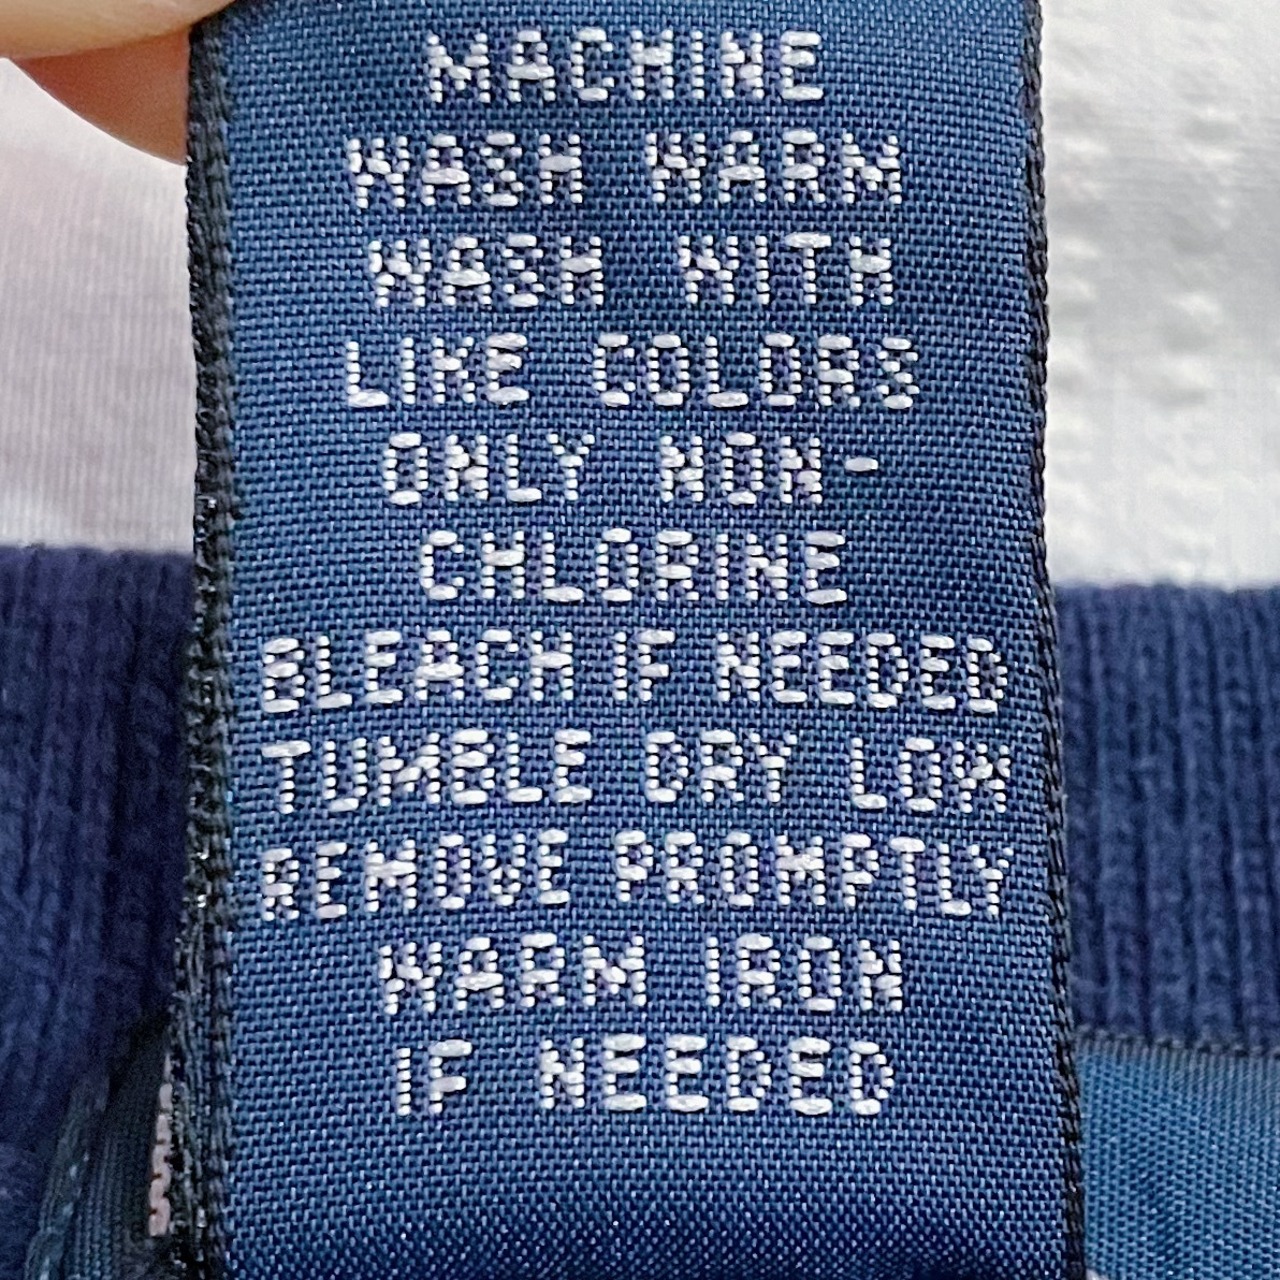 MACHINE
WASH WARM
WASH WITH
LIKE COLORS
ONLY NON-
CHLORINE
BLEACH IF NEEDED
TUMBLE DRY LOW
REMOVE PROMPTLY
WARM IRON
IF NEEDED